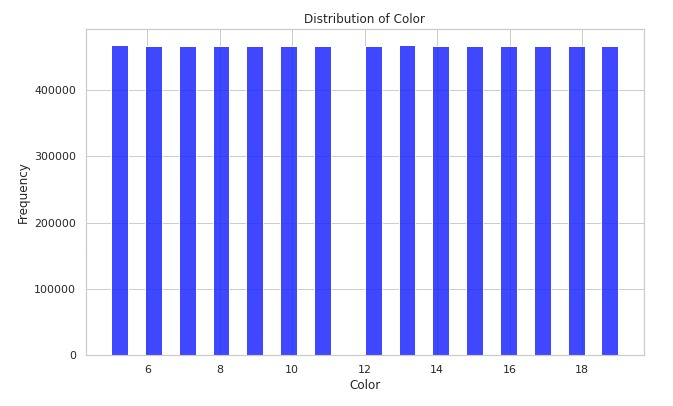 Distribution of Color
400000
300000
200000
100000
0
Frequency
6 8 10 12 14 16 18
Color